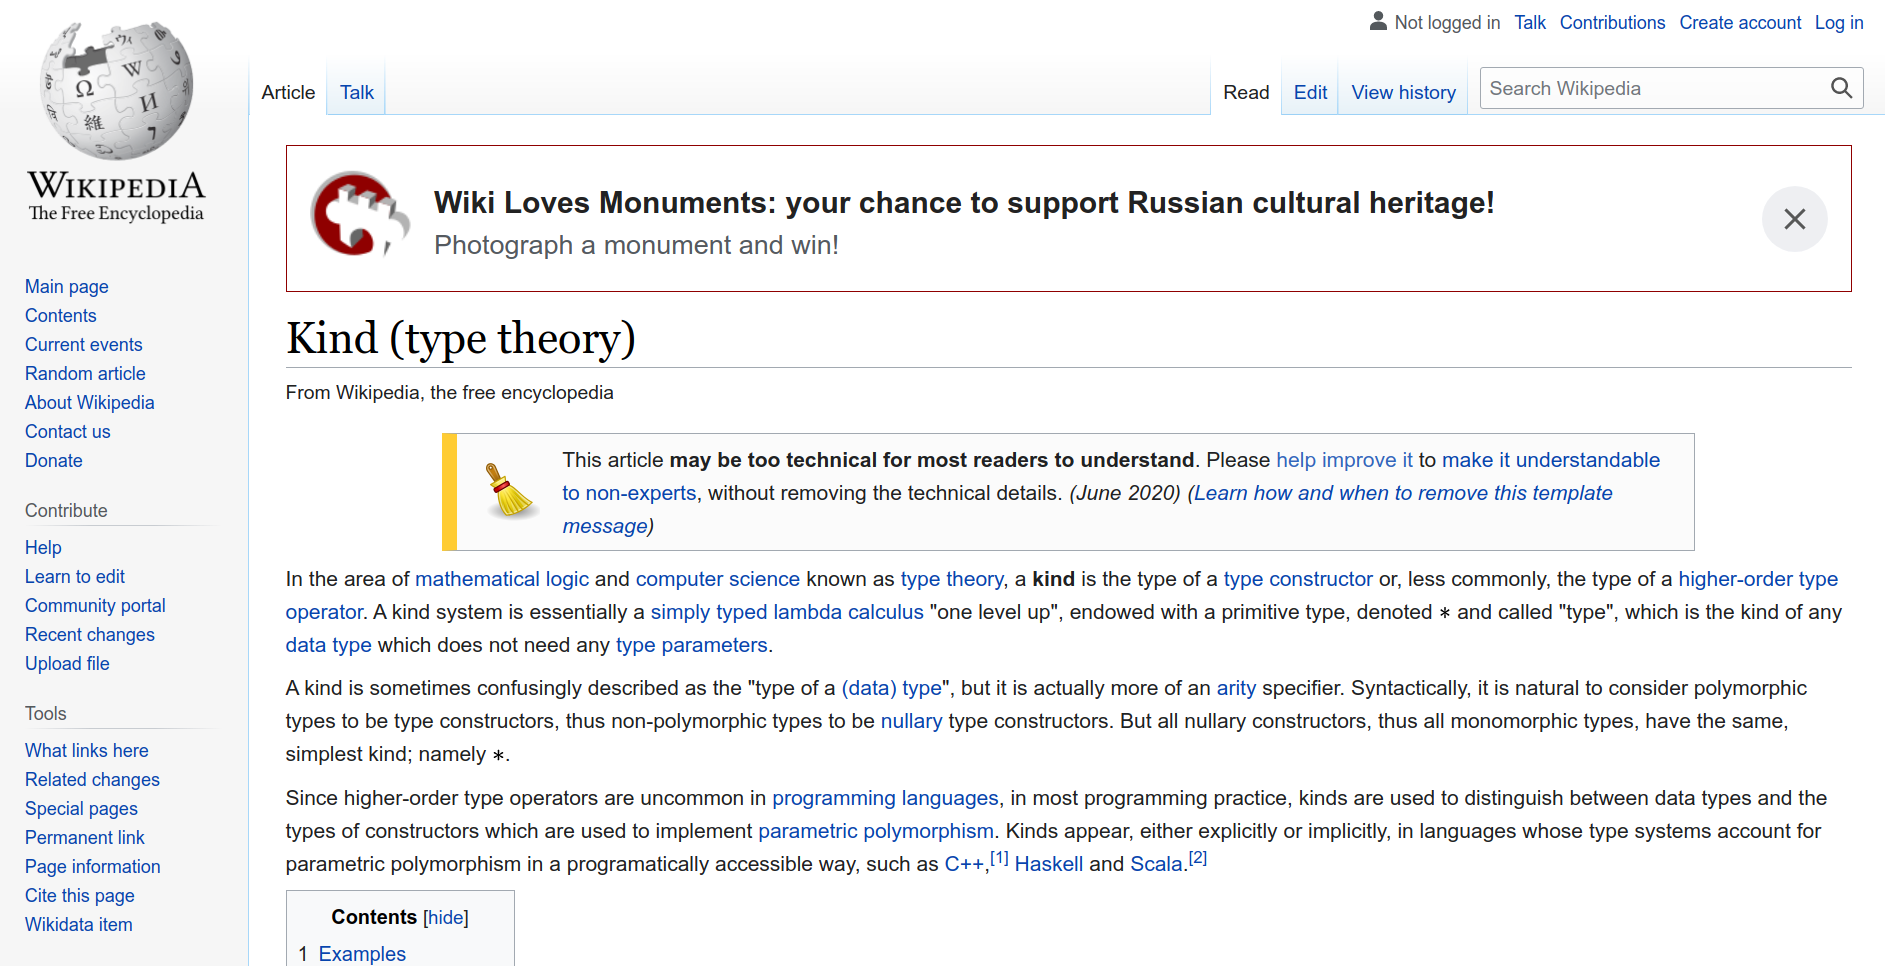 Not logged in Talk Contributions Create account Log in
Article Talk Read Edit View history Search Wikipedia
WIKIPEDIA
The Free Encyclopedia
Main page
Contents
Current events
Random article
About Wikipedia
Contact us
Donate
Contribute
Help
Learn to edit
Community portal
Recent changes
Upload file
Tools
What links here
Related changes
Special pages
Permanent link
Page information
Cite this page
Wikidata item
Wiki Loves Monuments: your chance to support Russian cultural heritage!
Photograph a monument and win!
Kind (type theory)
From Wikipedia, the free encyclopedia
This article may be too technical for most readers to understand. Please help improve it to make it understandable
to non-experts, without removing the technical details. (June 2020) (Learn how and when to remove this template
message)
In the area of mathematical logic and computer science known as type theory, a kind is the type of a type constructor or, less commonly, the type of a higher-order type
operator. A kind system is essentially a simply typed lambda calculus "one level up", endowed with a primitive type, denoted ∗ and called "type", which is the kind of any
data type which does not need any type parameters.
A kind is sometimes confusingly described as the "type of a (data) type", but it is actually more of an arity specifier. Syntactically, it is natural to consider polymorphic
types to be type constructors, thus non-polymorphic types to be nullary type constructors. But all nullary constructors, thus all monomorphic types, have the same,
simplest kind; namely ∗.
Since higher-order type operators are uncommon in programming languages, in most programming practice, kinds are used to distinguish between data types and the
types of constructors which are used to implement parametric polymorphism. Kinds appear, either explicitly or implicitly, in languages whose type systems account for
parametric polymorphism in a programatically accessible way, such as C++,[1] Haskell and Scala.[2]
Contents [hide]
1 Examples